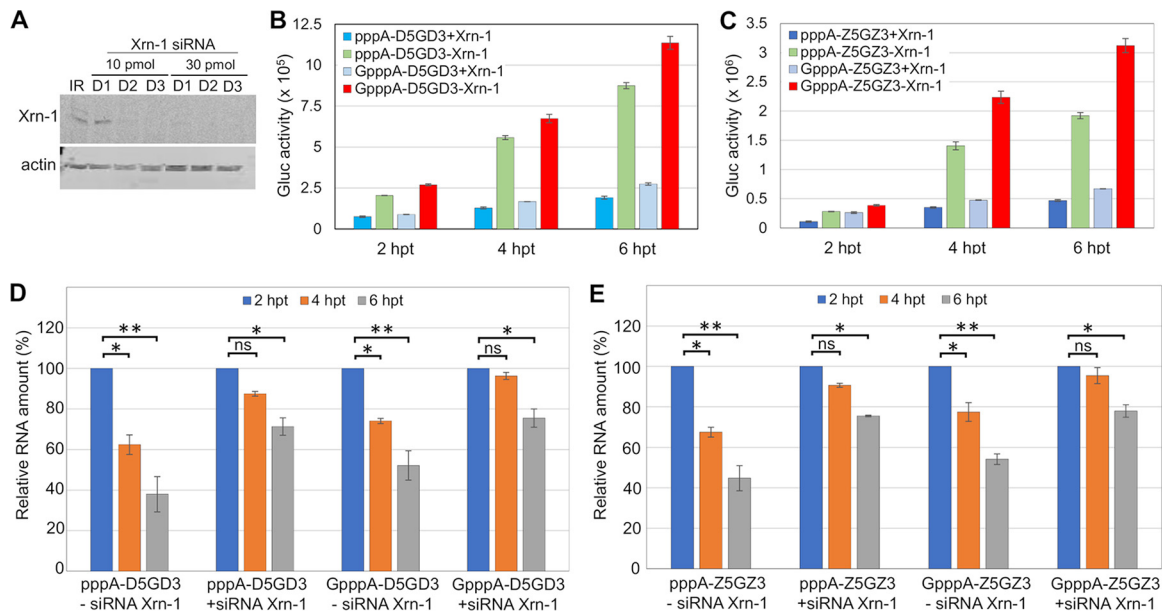 A
Xrn-1 siRNA
10 pmol 30 pmol
IR D1 D2 D3 D1 D2 D3
Xrn-1
actin
B
pppA-D5GD3+Xrn-1
pppA-D5GD3-Xrn-1
GpppA-D5GD3+Xrn-1
GpppA-D5GD3-Xrn-1
Gluc activity (x 10⁵)
12.5
10
7.5
5
2.5
0
2 hpt 4 hpt 6 hpt
C
pppA-Z5GZ3+Xrn-1
pppA-Z5GZ3-Xrn-1
GpppA-Z5GZ3+Xrn-1
GpppA-Z5GZ3-Xrn-1
Gluc activity (x 10⁶)
3.5
3
2.5
2
1.5
1
0.5
0
2 hpt 4 hpt 6 hpt
D
2 hpt 4 hpt 6 hpt
Relative RNA amount (%)
120
100
80
60
40
20
0
** * ** *
* ns * ns
pppA-D5GD3 pppA-D5GD3 GpppA-D5GD3 GpppA-D5GD3
- siRNA Xrn-1 +siRNA Xrn-1 - siRNA Xrn-1 +siRNA Xrn-1
E
2 hpt 4 hpt 6 hpt
Relative RNA amount (%)
120
100
80
60
40
20
0
** * ** *
* ns * ns
pppA-Z5GZ3 pppA-Z5GZ3 GpppA-Z5GZ3 GpppA-Z5GZ3
- siRNA Xrn-1 +siRNA Xrn-1 - siRNA Xrn-1 +siRNA Xrn-1